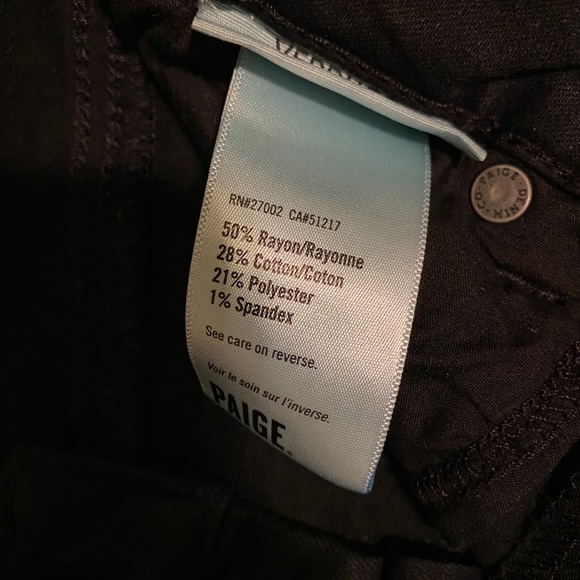 RN#27002 CA#51217
50% Rayon/Rayonne
28% Cotton/Coton
21% Polyester
1% Spandex
See care on reverse.
Voir le soin sur l'inverse.
PAIGE
PAIGE·DENIM·CO·